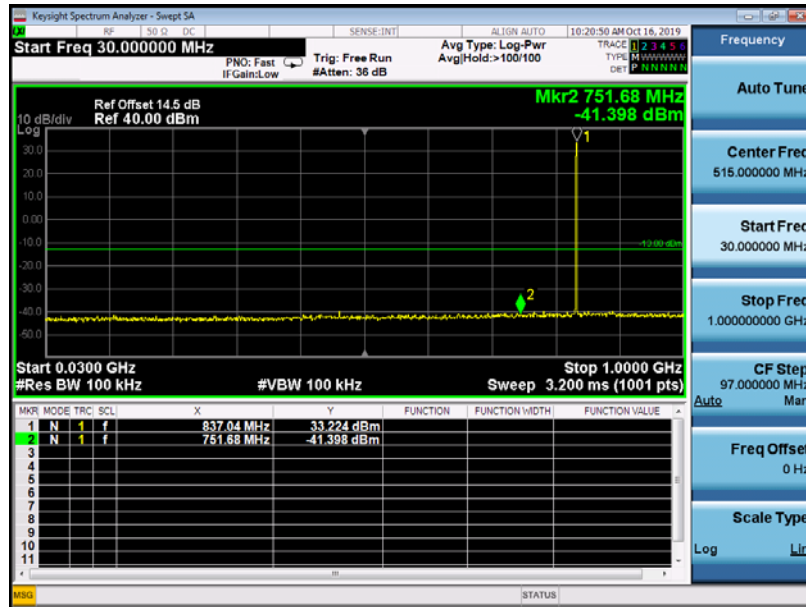 Keysight Spectrum Analyzer - Swept SA
RF 50 Ω DC SENSE:INT ALIGN AUTO 10:20:50 AM Oct 16, 2019
Start Freq 30.000000 MHz
PNO: Fast
IFGain:Low
Trig: Free Run
#Atten: 36 dB
Avg Type: Log-Pwr
Avg|Hold:>100/100
TRACE 1 2 3 4 5 6
TYPE M WWWWW
DET P N N N N N
Ref Offset 14.5 dB
Ref 40.00 dBm
Mkr2 751.68 MHz
-41.398 dBm
10 dB/div
Log
30.0
20.0
10.0
0.00
-10.0
-20.0
-30.0
-40.0
-50.0
1
-13.00 dBm
2
Start 0.0300 GHz Stop 1.0000 GHz
#Res BW 100 kHz #VBW 100 kHz Sweep 3.200 ms (1001 pts)
MKR MODE TRC SCL X Y FUNCTION FUNCTION WIDTH FUNCTION VALUE
1 N 1 f 837.04 MHz 33.224 dBm
2 N 1 f 751.68 MHz -41.398 dBm
3
4
5
6
7
8
9
10
11
MSG STATUS
Frequency
Auto Tune
Center Freq
515.000000 MHz
Start Freq
30.000000 MHz
Stop Freq
1.000000000 GHz
CF Step
97.000000 MHz
Auto Man
Freq Offset
0 Hz
Scale Type
Log Lin